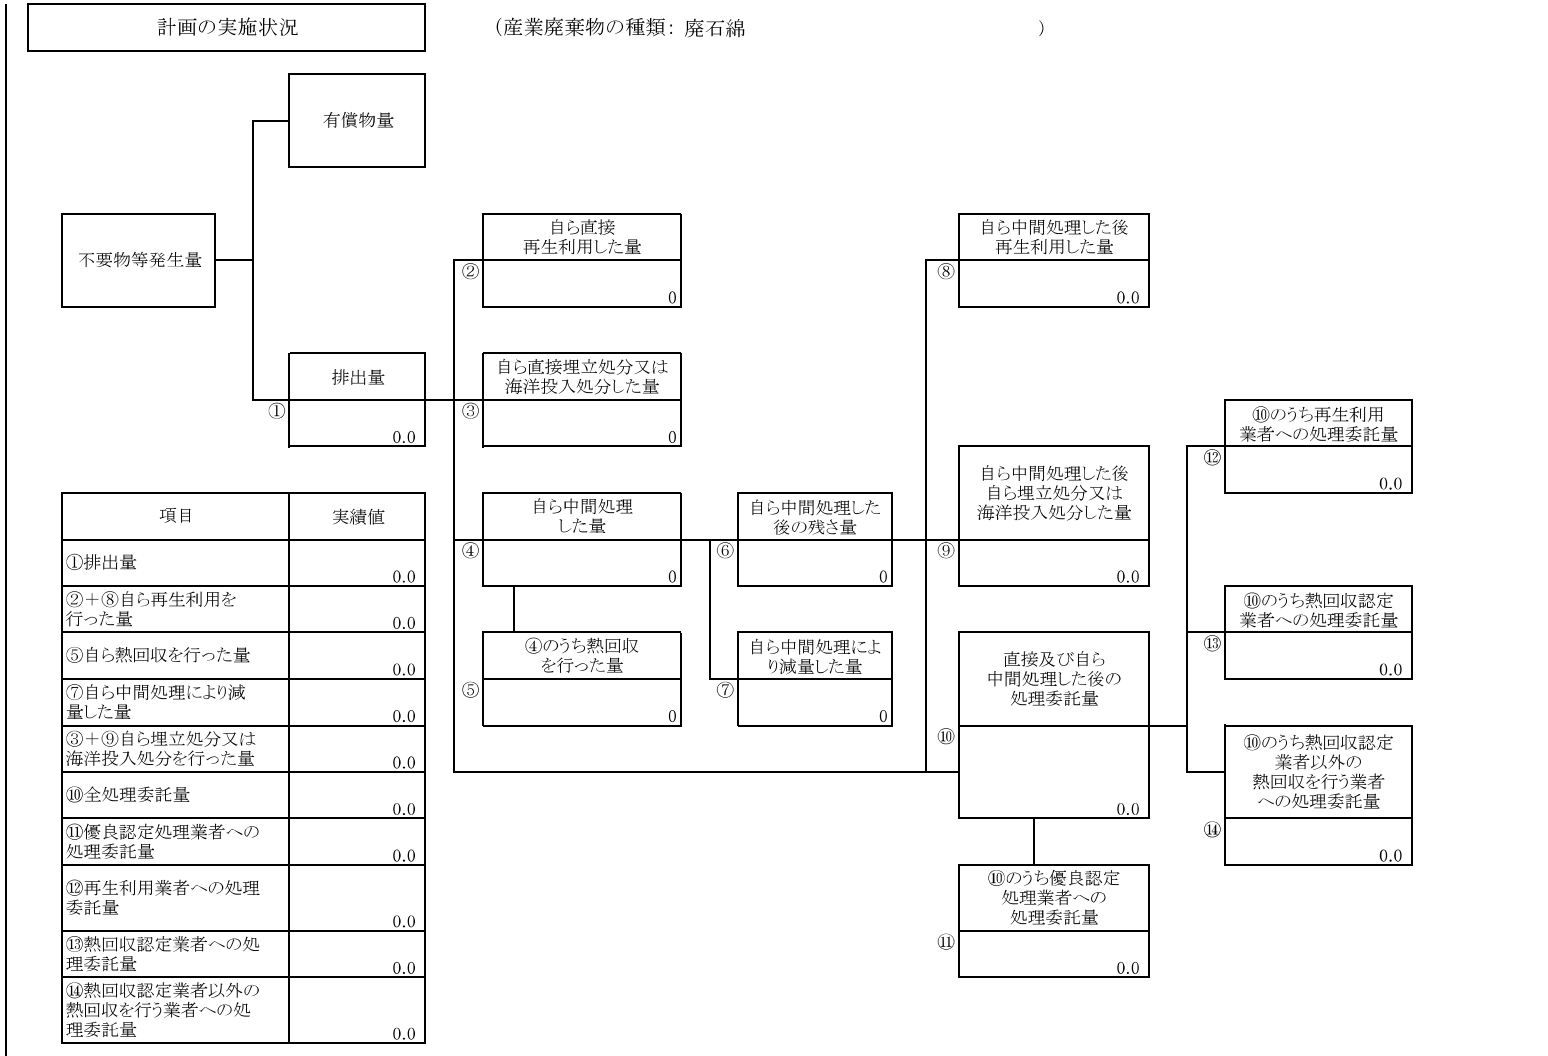 計画の実施状況
(産業廃棄物の種類: 廃石綿 )
有償物量
不要物等発生量
自ら直接
再生利用した量
②
0
自ら中間処理した後
再生利用した量
⑧
0.0
排出量
①
0.0
自ら直接埋立処分又は
海洋投入処分した量
③
0
⑩のうち再生利用
業者への処理委託量
⑫
0.0
自ら中間処理
した量
④
0
自ら中間処理した
後の残さ量
⑥
0
自ら中間処理した後
自ら埋立処分又は
海洋投入処分した量
⑨
0.0
⑩のうち熱回収認定
業者への処理委託量
⑬
0.0
④のうち熱回収
を行った量
⑤
0
自ら中間処理によ
り減量した量
⑦
0
直接及び自ら
中間処理した後の
処理委託量
⑩
0.0
⑩のうち熱回収認定
業者以外の
熱回収を行う業者
への処理委託量
⑭
0.0
⑩のうち優良認定
処理業者への
処理委託量
⑪
0.0
項目 実績値
①排出量
0.0
②＋⑧自ら再生利用を
行った量
0.0
⑤自ら熱回収を行った量
0.0
⑦自ら中間処理により減
量した量
0.0
③＋⑨自ら埋立処分又は
海洋投入処分を行った量
0.0
⑩全処理委託量
0.0
⑪優良認定処理業者への
処理委託量
0.0
⑫再生利用業者への処理
委託量
0.0
⑬熱回収認定業者への処
理委託量
0.0
⑭熱回収認定業者以外の
熱回収を行う業者への処
理委託量
0.0